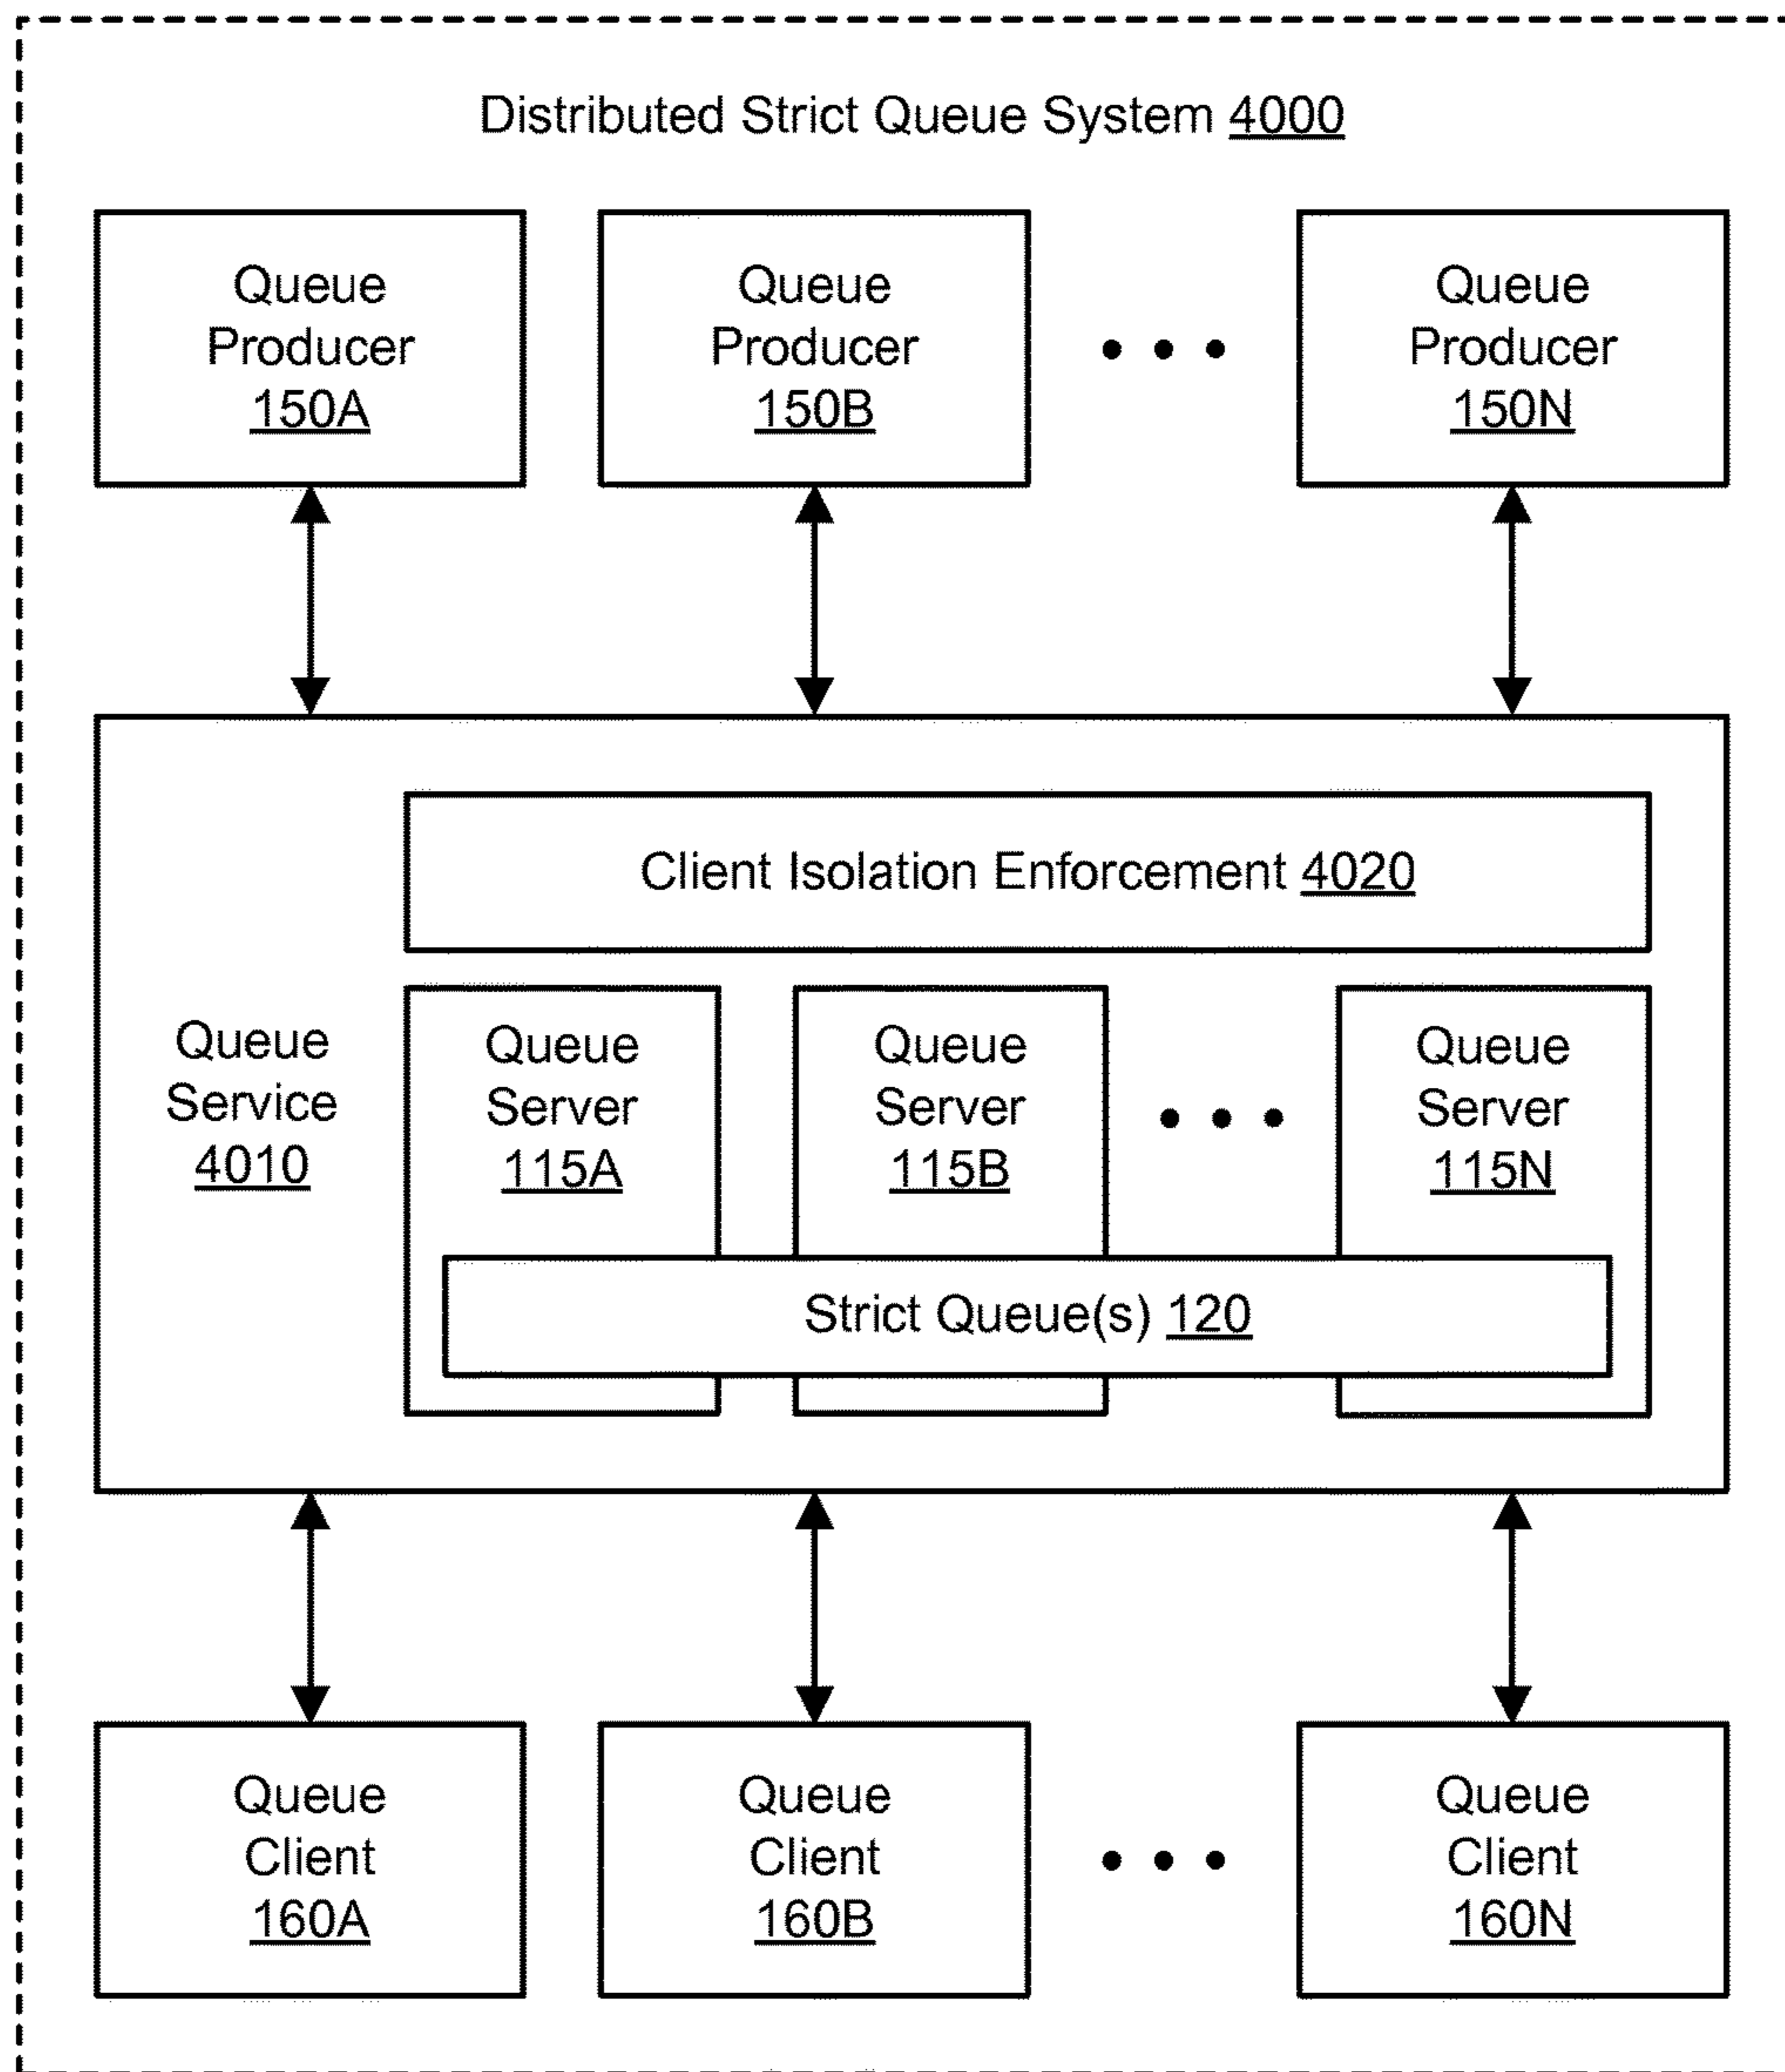 Distributed Strict Queue System 4000
Queue
Producer
150A
Queue
Producer
150B
Queue
Producer
150N
Client Isolation Enforcement 4020
Queue
Service
4010
Queue
Server
115A
Queue
Server
115B
Queue
Server
115N
Strict Queue(s) 120
Queue
Client
160A
Queue
Client
160B
Queue
Client
160N